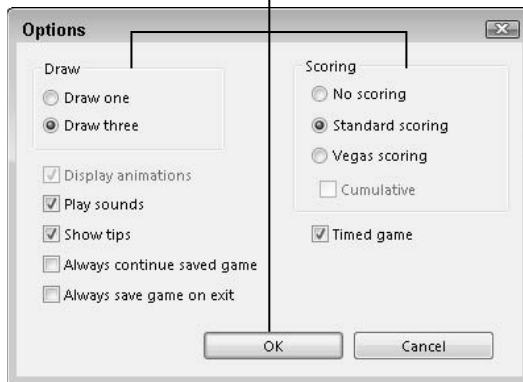 Options
Draw
Draw one
Draw three
Display animations
Play sounds
Show tips
Always continue saved game
Always save game on exit
Scoring
No scoring
Standard scoring
Vegas scoring
Cumulative
Timed game
OK
Cancel